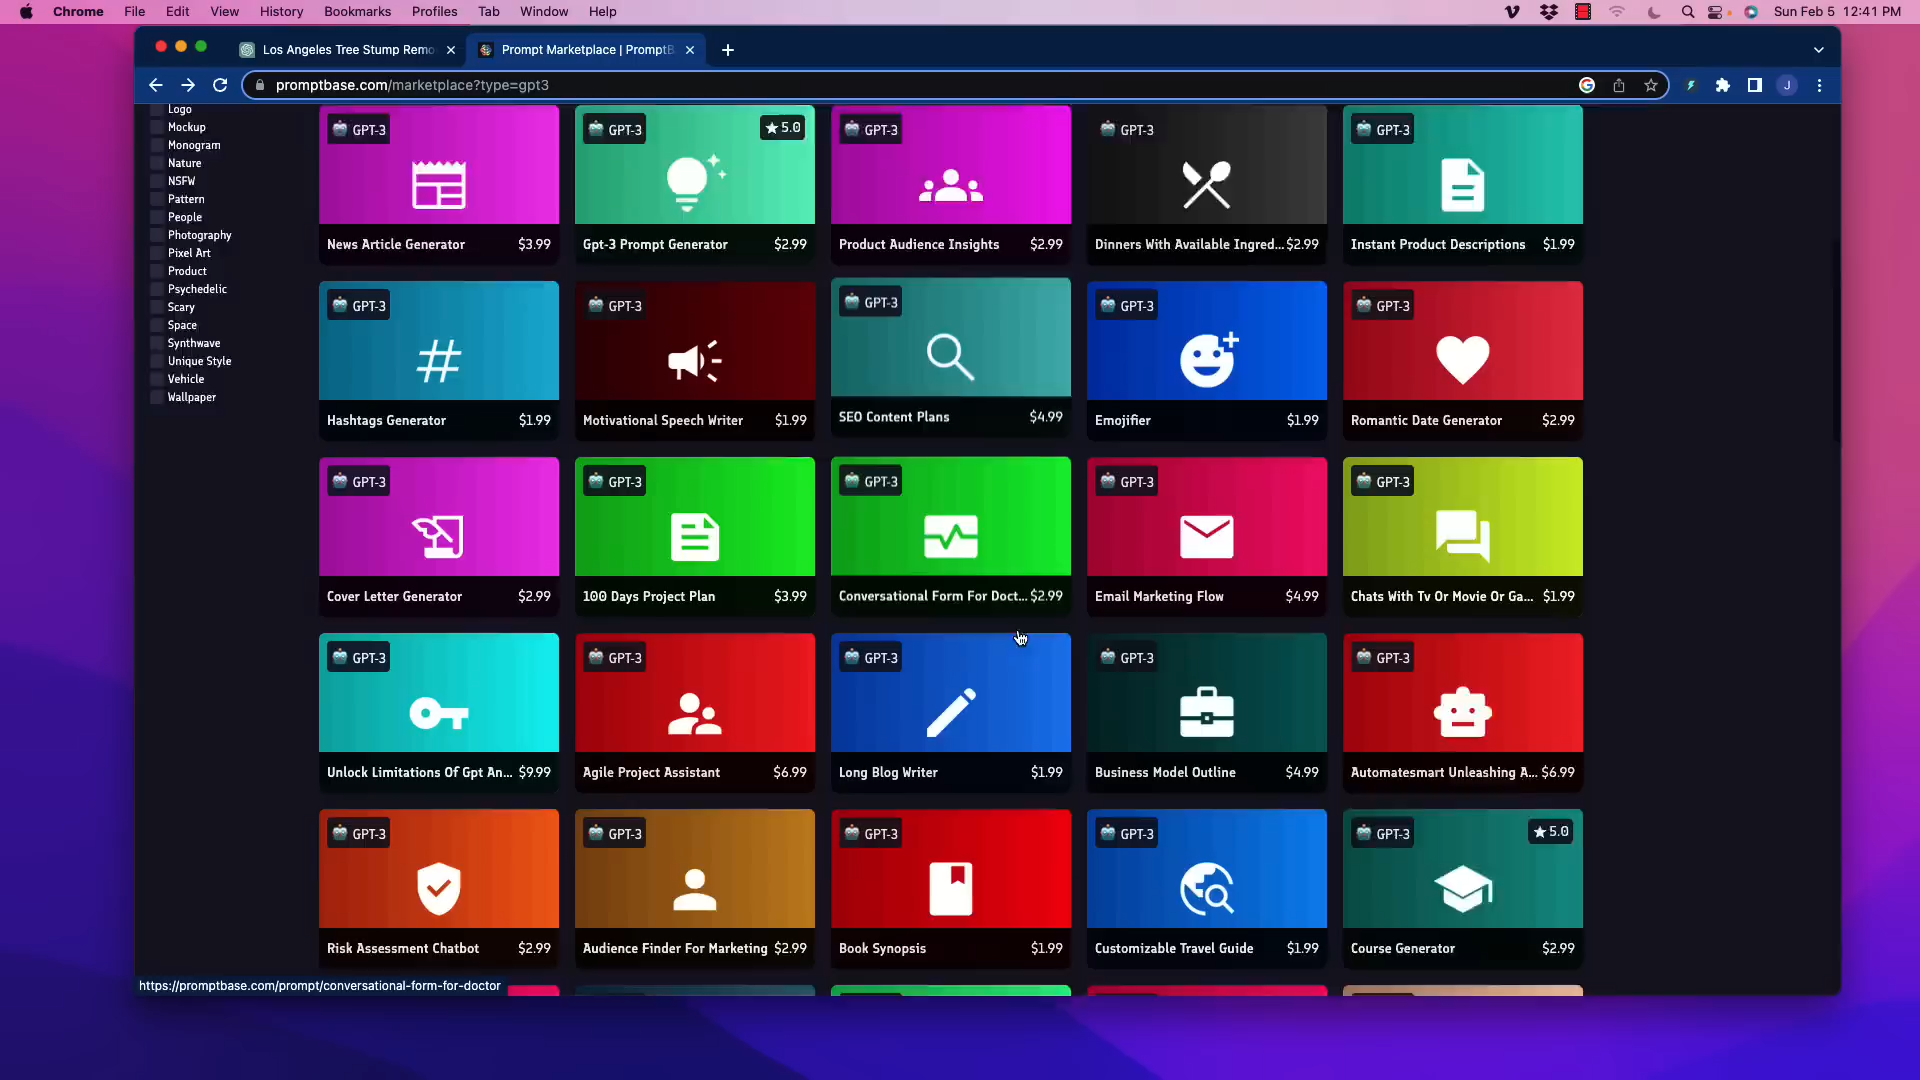 Chrome File Edit View History Bookmarks Profiles Tab Window Help Sun Feb 5 12:41 PM
Los Angeles Tree Stump Remo Prompt Marketplace | PromptB
promptbase.com/marketplace?type=gpt3 J
Logo
Mockup
Monogram
Nature
NSFW
Pattern
People
Photography
Pixel Art
Product
Psychedelic
Scary
Space
Synthwave
Unique Style
Vehicle
Wallpaper
GPT-3 GPT-3 5.0 GPT-3 GPT-3 GPT-3
News Article Generator $3.99 Gpt-3 Prompt Generator $2.99 Product Audience Insights $2.99 Dinners With Available Ingred... $2.99 Instant Product Descriptions $1.99
GPT-3 GPT-3 GPT-3 GPT-3 GPT-3
Hashtags Generator $1.99 Motivational Speech Writer $1.99 SEO Content Plans $4.99 Emojifier $1.99 Romantic Date Generator $2.99
GPT-3 GPT-3 GPT-3 GPT-3 GPT-3
Cover Letter Generator $2.99 100 Days Project Plan $3.99 Conversational Form For Doct... $2.99 Email Marketing Flow $4.99 Chats With Tv Or Movie Or Ga... $1.99
GPT-3 GPT-3 GPT-3 GPT-3 GPT-3
Unlock Limitations Of Gpt An... $9.99 Agile Project Assistant $6.99 Long Blog Writer $1.99 Business Model Outline $4.99 Automatesmart Unleashing A... $6.99
GPT-3 GPT-3 GPT-3 GPT-3 GPT-3 5.0
Risk Assessment Chatbot $2.99 Audience Finder For Marketing $2.99 Book Synopsis $1.99 Customizable Travel Guide $1.99 Course Generator $2.99
https://promptbase.com/prompt/conversational-form-for-doctor